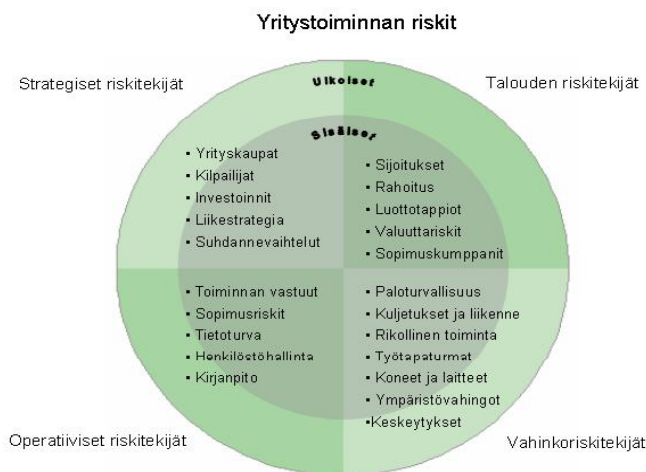 Yritystoiminnan riskit
Strategiset riskitekijät
Ulkoiset
Talouden riskitekijät
Sisäiset
▪ Yrityskaupat
▪ Kilpailijat
▪ Investoinnit
▪ Liikestrategia
▪ Suhdannevaihtelut
▪ Sijoitukset
▪ Rahoitus
▪ Luottotappiot
▪ Valuuttariskit
▪ Sopimuskumppanit
▪ Toiminnan vastuut
▪ Sopimusriskit
▪ Tietoturva
▪ Henkilöstöhallinta
▪ Kirjanpito
▪ Paloturvallisuus
▪ Kuljetukset ja liikenne
▪ Rikollinen toiminta
▪ Työtapaturmat
▪ Koneet ja laitteet
▪ Ympäristövahingot
▪Keskeytykset
Operatiiviset riskitekijät
Vahinkoriskitekijät